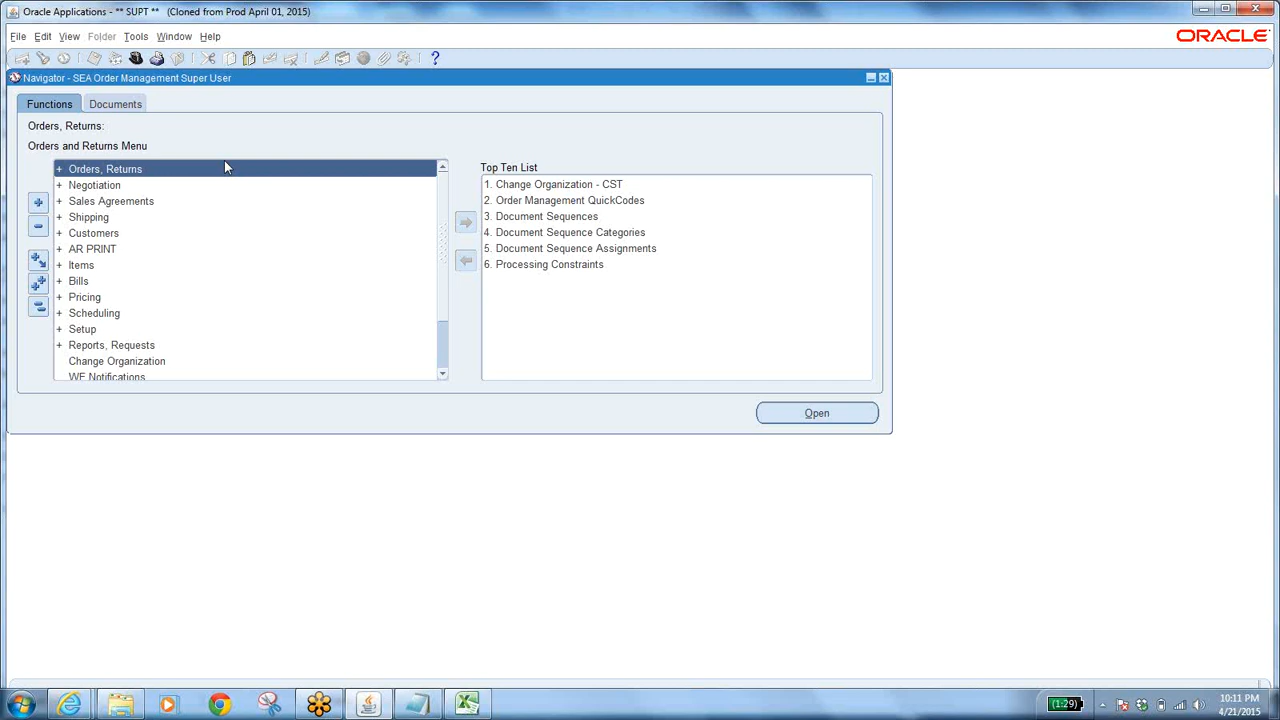 Oracle Applications - ** SUPT ** (Cloned from Prod April 01, 2015)
File Edit View Folder Tools Window Help
ORACLE
Navigator - SEA Order Management Super User
Functions Documents
Orders, Returns:
Orders and Returns Menu
+ Orders, Returns
+ Negotiation
+ Sales Agreements
+ Shipping
+ Customers
+ AR PRINT
+ Items
+ Bills
+ Pricing
+ Scheduling
+ Setup
+ Reports, Requests
Change Organization
WF Notifications
Top Ten List
1. Change Organization - CST
2. Order Management QuickCodes
3. Document Sequences
4. Document Sequence Categories
5. Document Sequence Assignments
6. Processing Constraints
Open
(1:29)
10:11 PM
4/21/2015